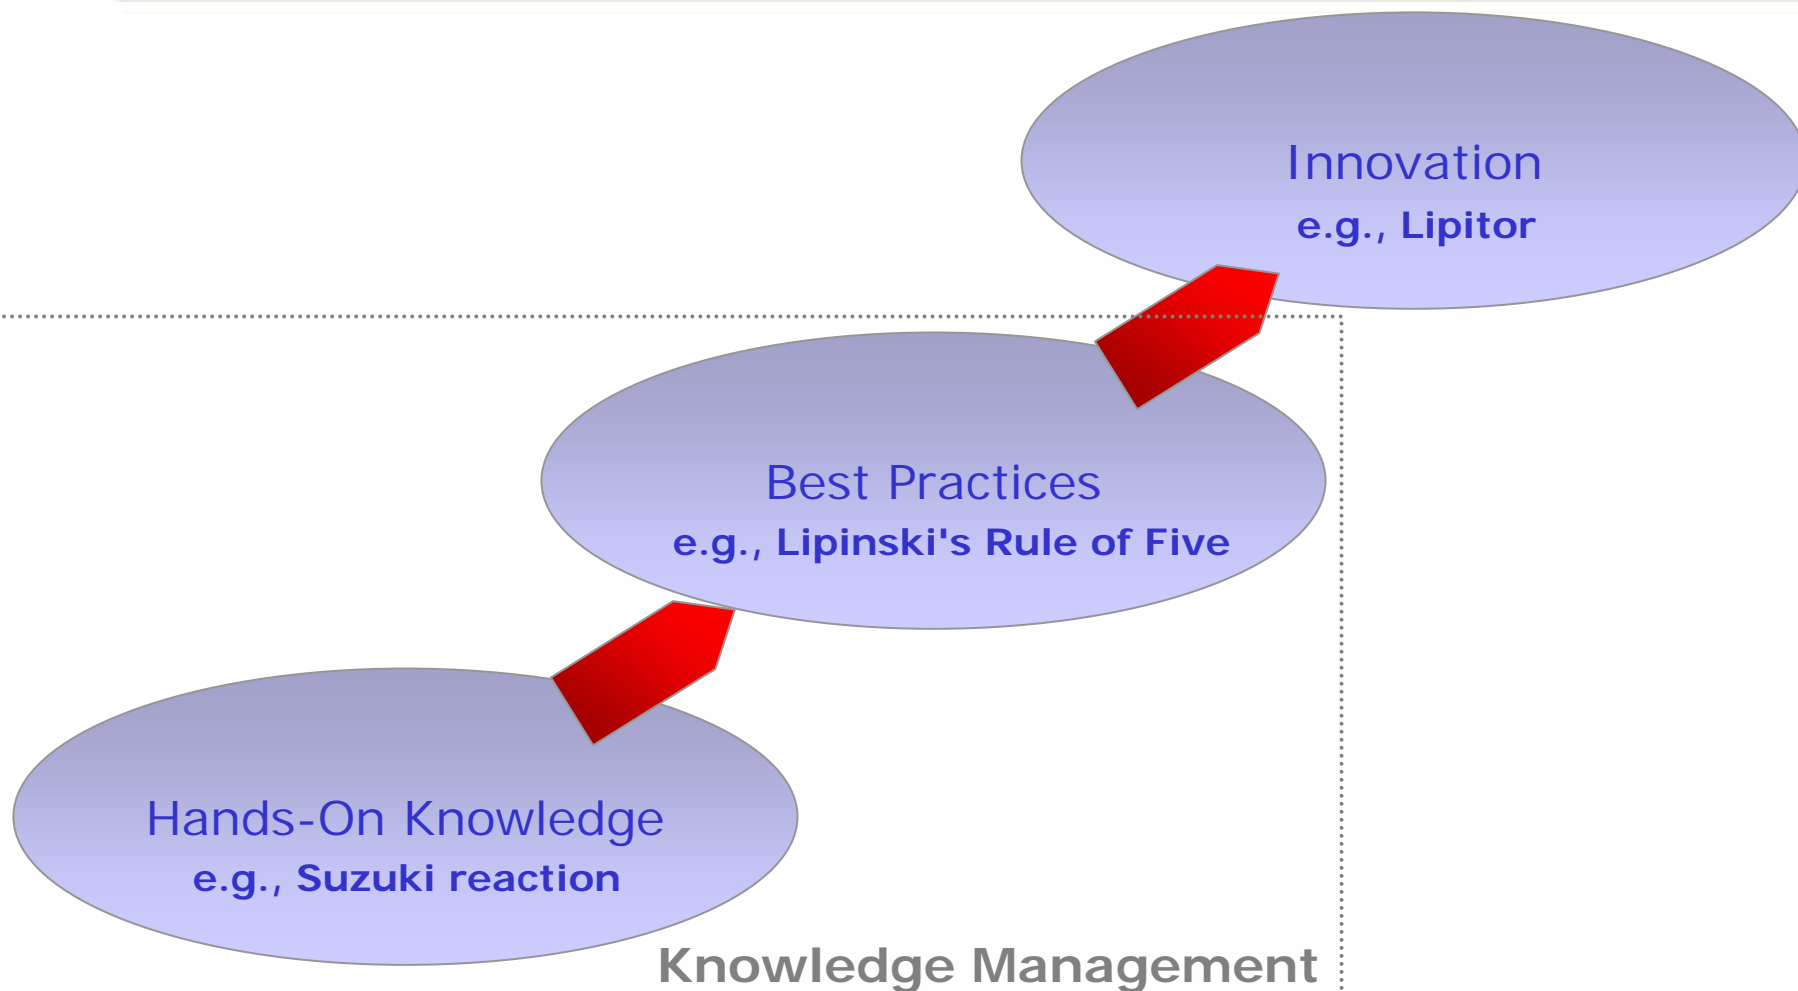 Innovation
e.g., Lipitor
Best Practices
e.g., Lipinski's Rule of Five
Hands-On Knowledge
e.g., Suzuki reaction
Knowledge Management